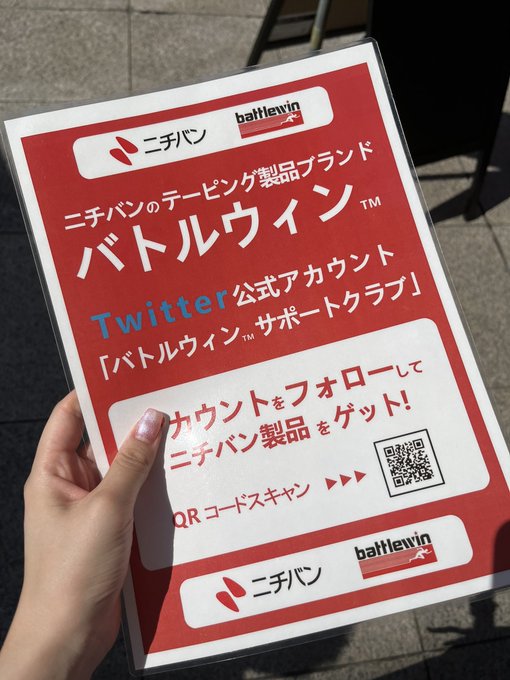 ニチバン battlewin
ニチバンのテーピング製品ブランド
バトルウィン™
Twitter公式アカウント
「バトルウィン™サポートクラブ」
カウントをフォローして
ニチバン製品をゲット!
QRコードスキャン
ニチバン battlewin